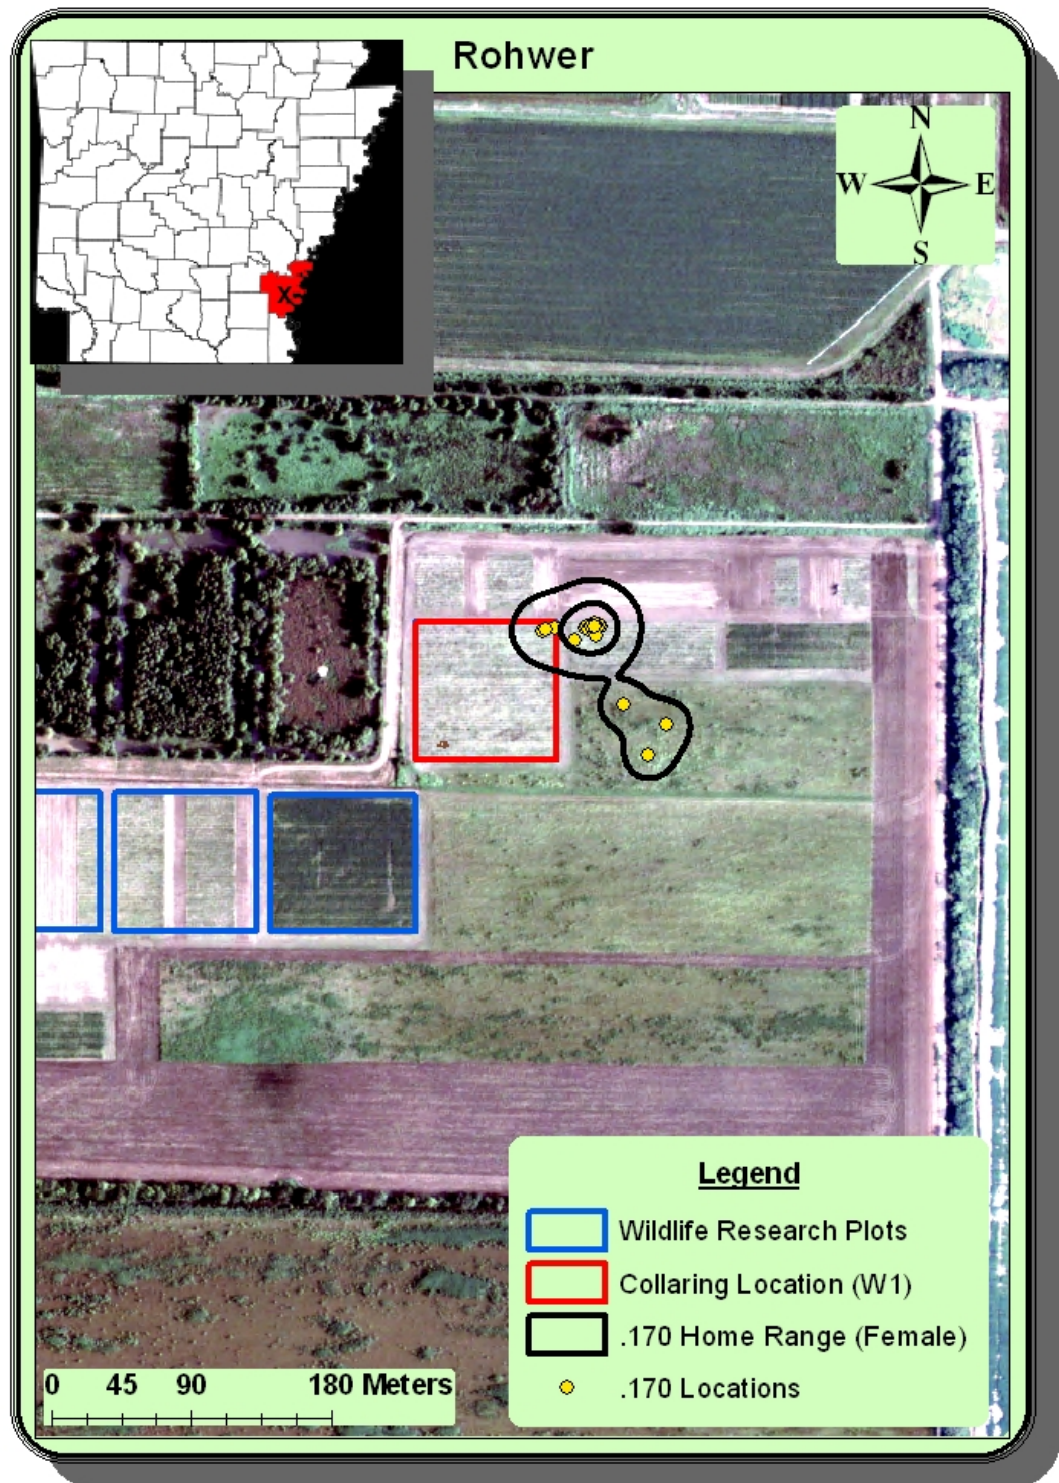 Rohwer
N
W E
S
X
Legend
Wildlife Research Plots
Collaring Location (W1)
.170 Home Range (Female)
.170 Locations
0 45 90 180 Meters